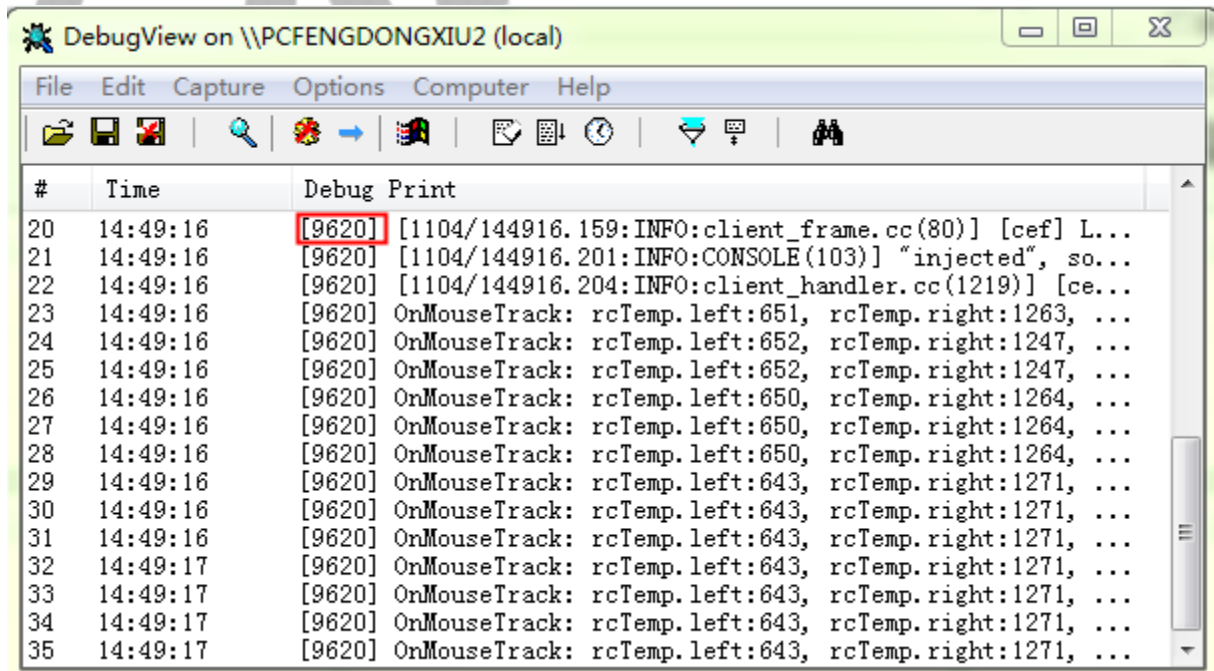 DebugView on \\PCFENGDONGXIU2 (local)
File Edit Capture Options Computer Help
# Time Debug Print
20 14:49:16 [9620] [1104/144916.159:INFO:client_frame.cc(80)] [cef] L...
21 14:49:16 [9620] [1104/144916.201:INFO:CONSOLE(103)] "injected", so...
22 14:49:16 [9620] [1104/144916.204:INFO:client_handler.cc(1219)] [ce...
23 14:49:16 [9620] OnMouseTrack: rcTemp.left:651, rcTemp.right:1263, ...
24 14:49:16 [9620] OnMouseTrack: rcTemp.left:652, rcTemp.right:1247, ...
25 14:49:16 [9620] OnMouseTrack: rcTemp.left:652, rcTemp.right:1247, ...
26 14:49:16 [9620] OnMouseTrack: rcTemp.left:650, rcTemp.right:1264, ...
27 14:49:16 [9620] OnMouseTrack: rcTemp.left:650, rcTemp.right:1264, ...
28 14:49:16 [9620] OnMouseTrack: rcTemp.left:650, rcTemp.right:1264, ...
29 14:49:16 [9620] OnMouseTrack: rcTemp.left:643, rcTemp.right:1271, ...
30 14:49:16 [9620] OnMouseTrack: rcTemp.left:643, rcTemp.right:1271, ...
31 14:49:16 [9620] OnMouseTrack: rcTemp.left:643, rcTemp.right:1271, ...
32 14:49:17 [9620] OnMouseTrack: rcTemp.left:643, rcTemp.right:1271, ...
33 14:49:17 [9620] OnMouseTrack: rcTemp.left:643, rcTemp.right:1271, ...
34 14:49:17 [9620] OnMouseTrack: rcTemp.left:643, rcTemp.right:1271, ...
35 14:49:17 [9620] OnMouseTrack: rcTemp.left:643, rcTemp.right:1271, ...